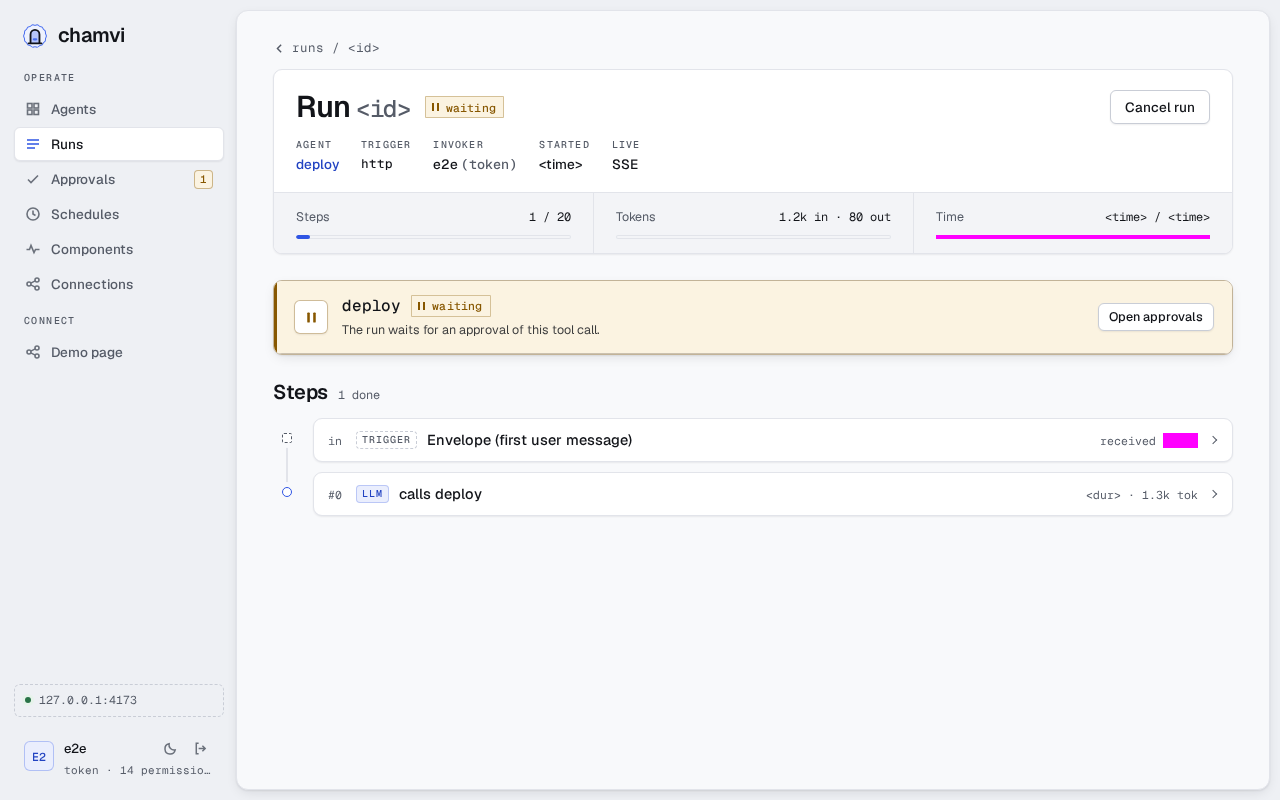 chamvi
OPERATE
Agents
Runs
Approvals 1
Schedules
Components
Connections
CONNECT
Demo page
127.0.0.1:4173
E2 e2e
token · 14 permissio…
runs / <id>
Run <id> waiting Cancel run
AGENT TRIGGER INVOKER STARTED LIVE
deploy http e2e (token) <time> SSE
Steps 1 / 20 Tokens 1.2k in · 80 out Time <time> / <time>
deploy waiting
The run waits for an approval of this tool call.
Open approvals
Steps 1 done
in TRIGGER Envelope (first user message) received
#0 LLM calls deploy <dur> · 1.3k tok